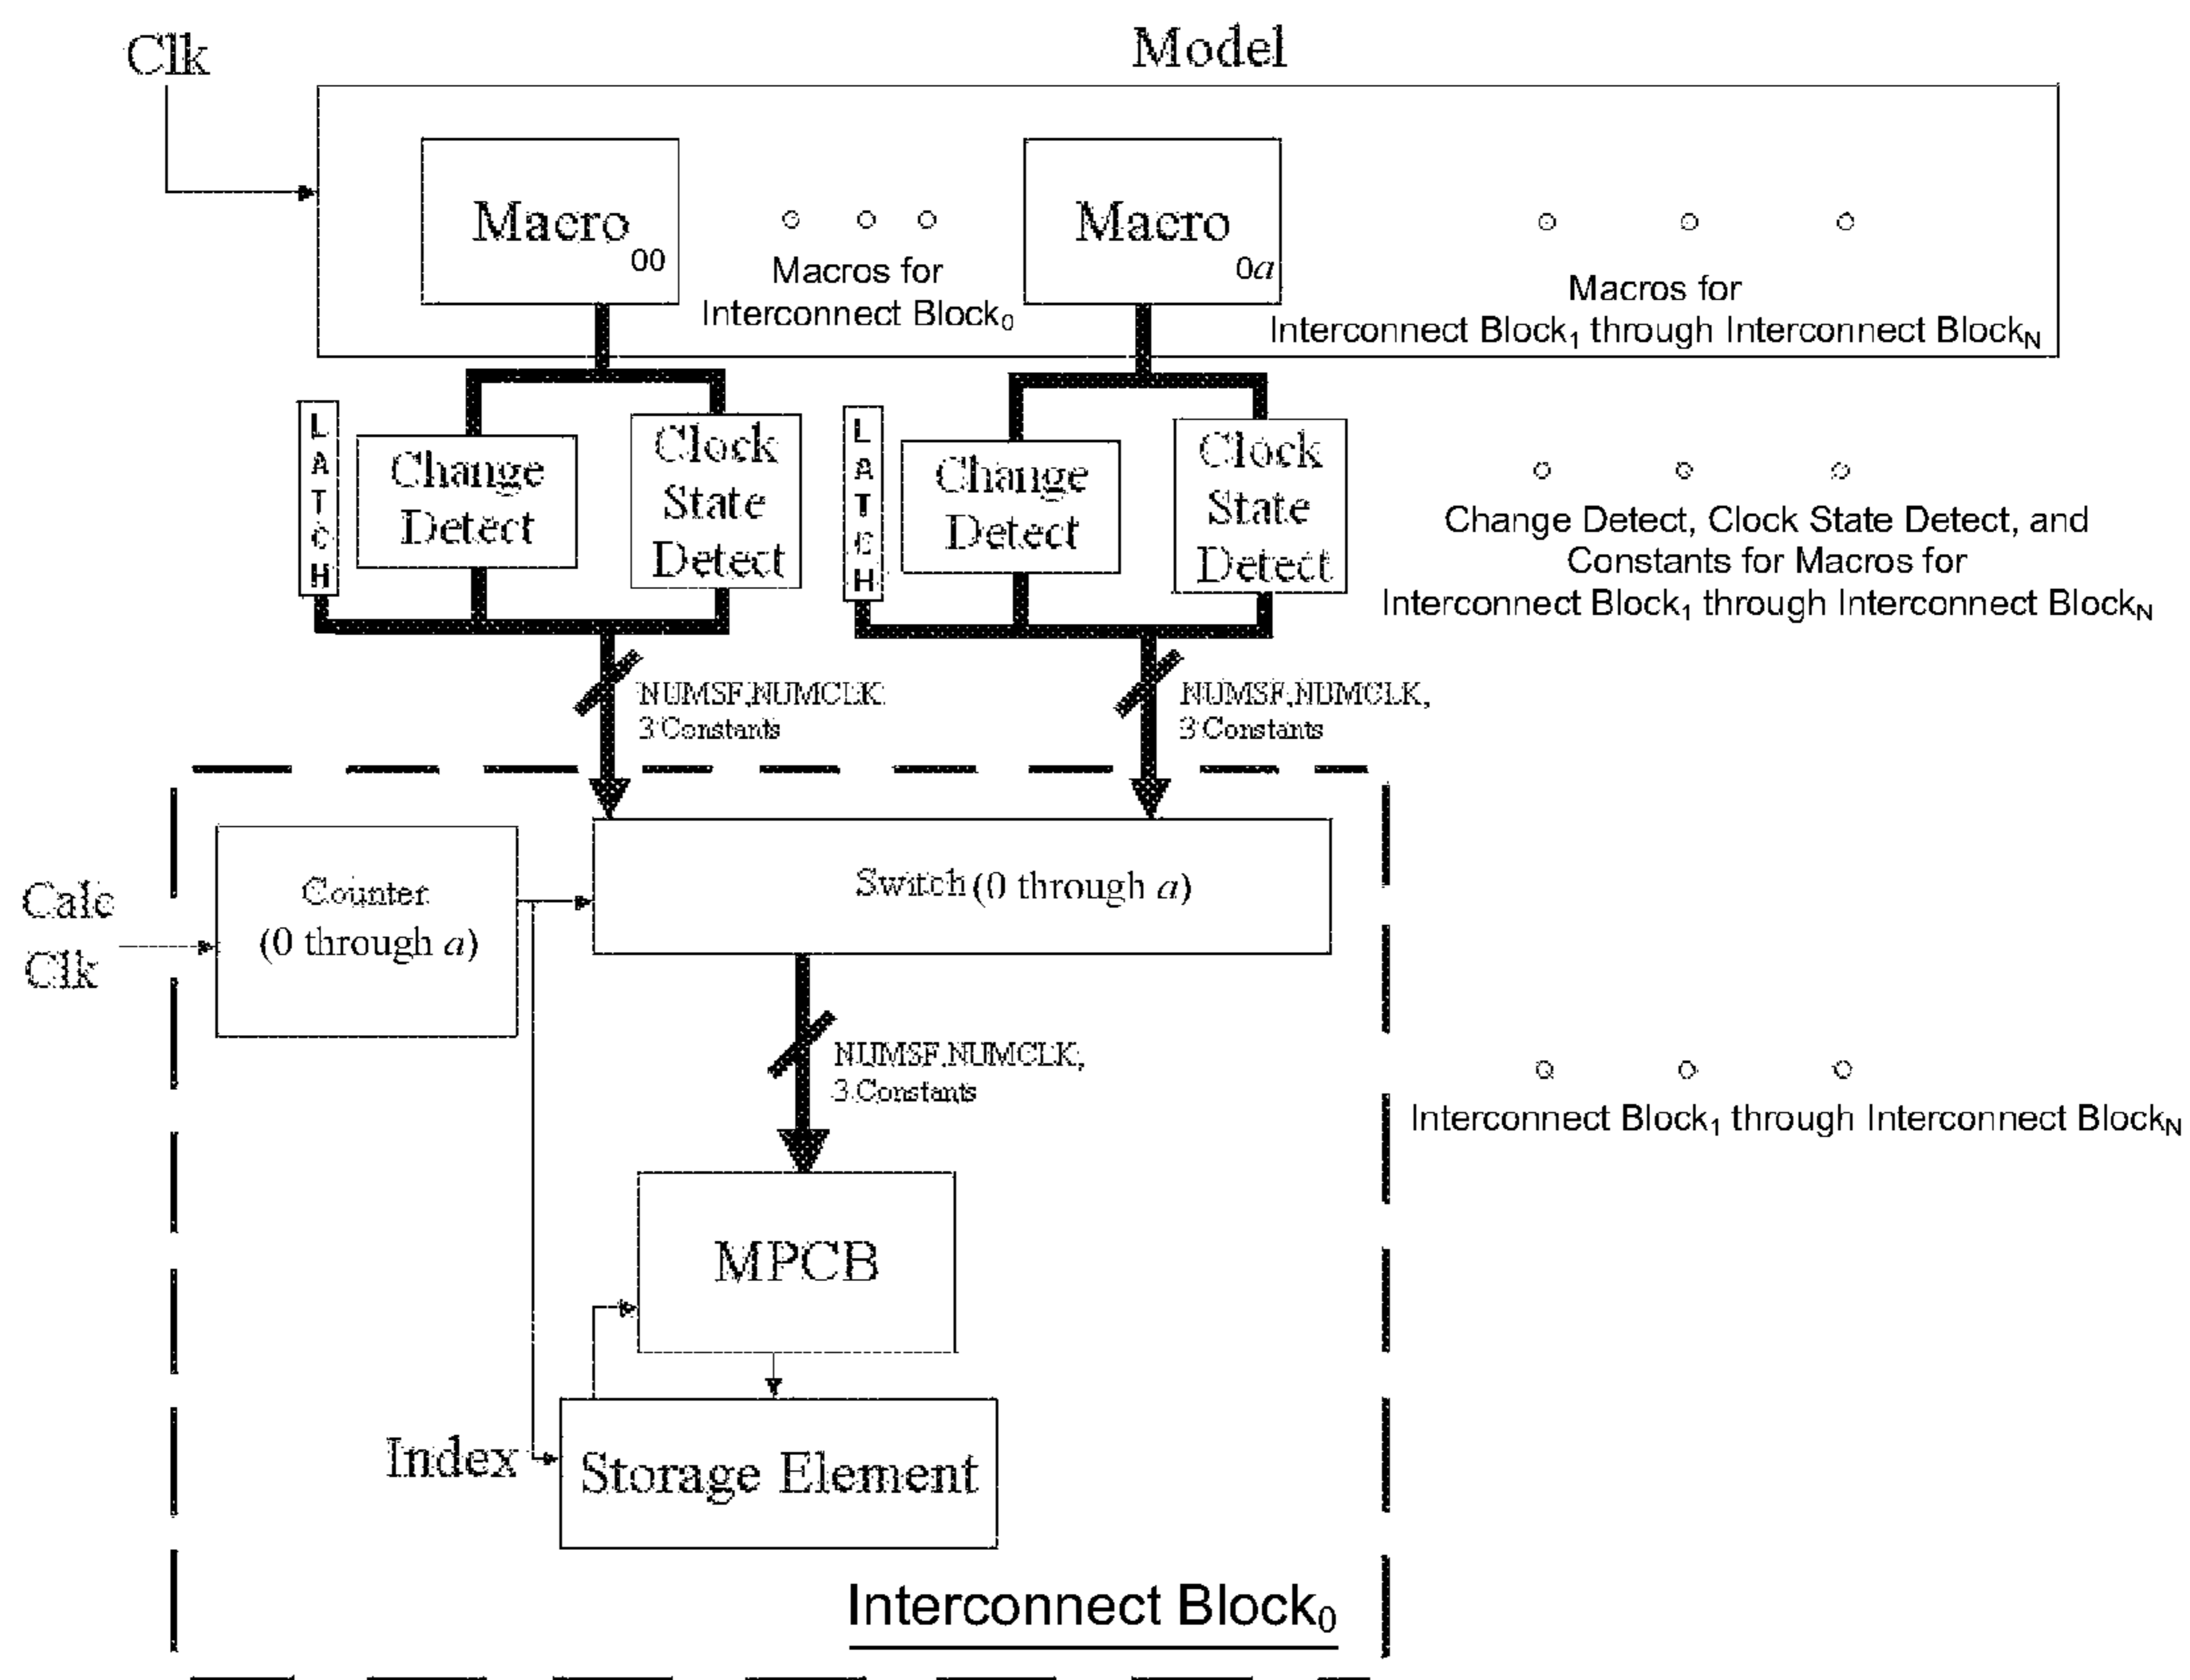 Clk
Model
Macro00
Macro0a
Macros for
Interconnect Block0
Macros for
Interconnect Block1 through Interconnect BlockN
LATCH
Change
Detect
Clock
State
Detect
LATCH
Change
Detect
Clock
State
Detect
Change Detect, Clock State Detect, and
Constants for Macros for
Interconnect Block1 through Interconnect BlockN
NUMSF,NUMCLK,
3 Constants
NUMSF,NUMCLK,
3 Constants
Calc
Clk
Counter
(0 through a)
Switch (0 through a)
NUMSF,NUMCLK,
3 Constants
Interconnect Block1 through Interconnect BlockN
MPCB
Index
Storage Element
Interconnect Block0